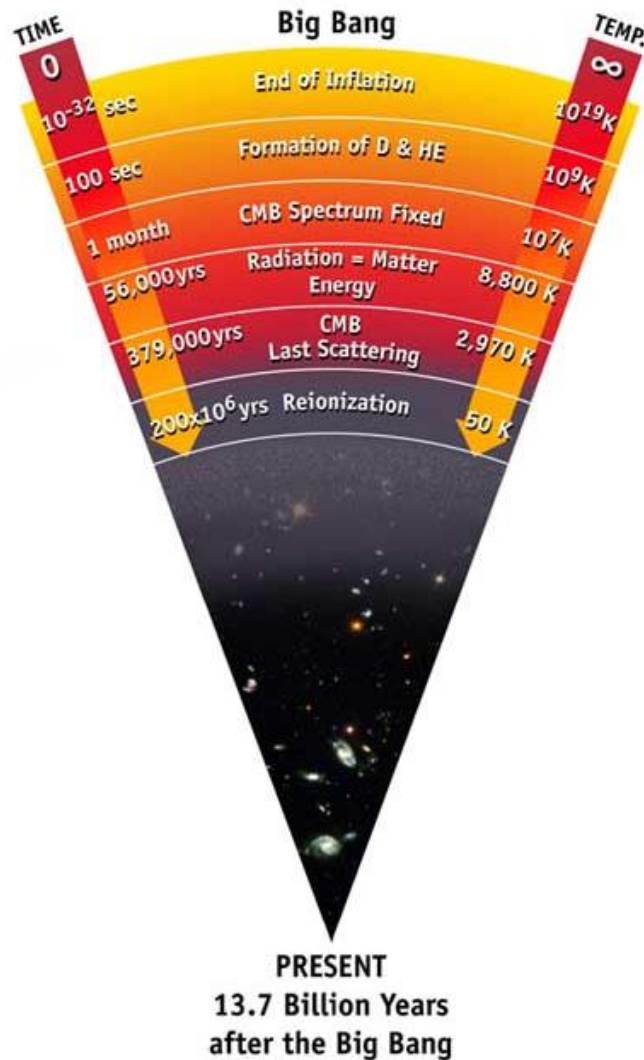 TIME Big Bang TEMP.
0 ∞
End of Inflation
10⁻³² sec 10¹⁹K
Formation of D & HE
100 sec 10⁹K
CMB Spectrum Fixed
1 month 10⁷K
56,000yrs Radiation = Matter 8,800 K
Energy
379,000yrs CMB 2,970 K
Last Scattering
200x10⁶yrs Reionization 50 K
PRESENT
13.7 Billion Years
after the Big Bang